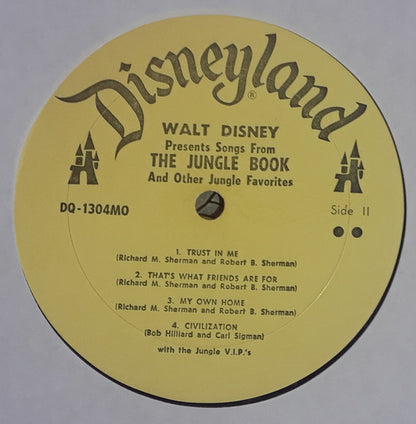 Disneyland®
WALT DISNEY
Presents Songs From
THE JUNGLE BOOK
And Other Jungle Favorites
DQ-1304MO
A
Side II
1. TRUST IN ME
(Richard M. Sherman and Robert B. Sherman)
2. THAT'S WHAT FRIENDS ARE FOR
(Richard M. Sherman and Robert B. Sherman)
3. MY OWN HOME
(Richard M. Sherman and Robert B. Sherman)
4. CIVILIZATION
(Bob Hilliard and Carl Sigman)
with the Jungle V.I.P.'s